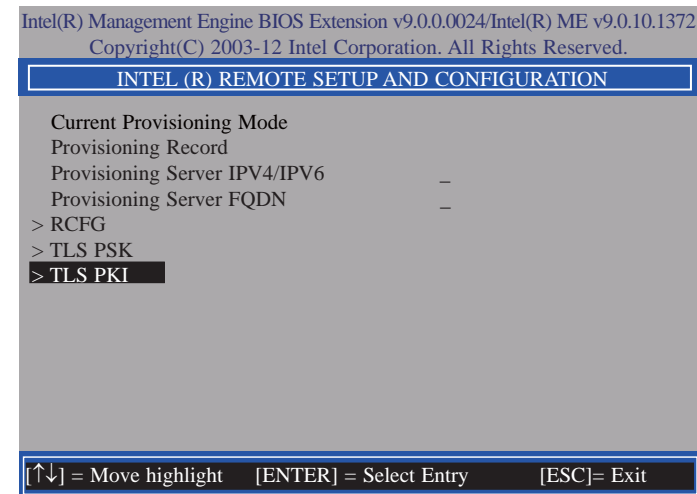 Intel(R) Management Engine BIOS Extension v9.0.0.0024/Intel(R) ME v9.0.10.1372
Copyright(C) 2003-12 Intel Corporation. All Rights Reserved.
INTEL (R) REMOTE SETUP AND CONFIGURATION
Current Provisioning Mode
Provisioning Record
Provisioning Server IPV4/IPV6 _
Provisioning Server FQDN _
> RCFG
> TLS PSK
> TLS PKI
[↑↓] = Move highlight [ENTER] = Select Entry [ESC]= Exit